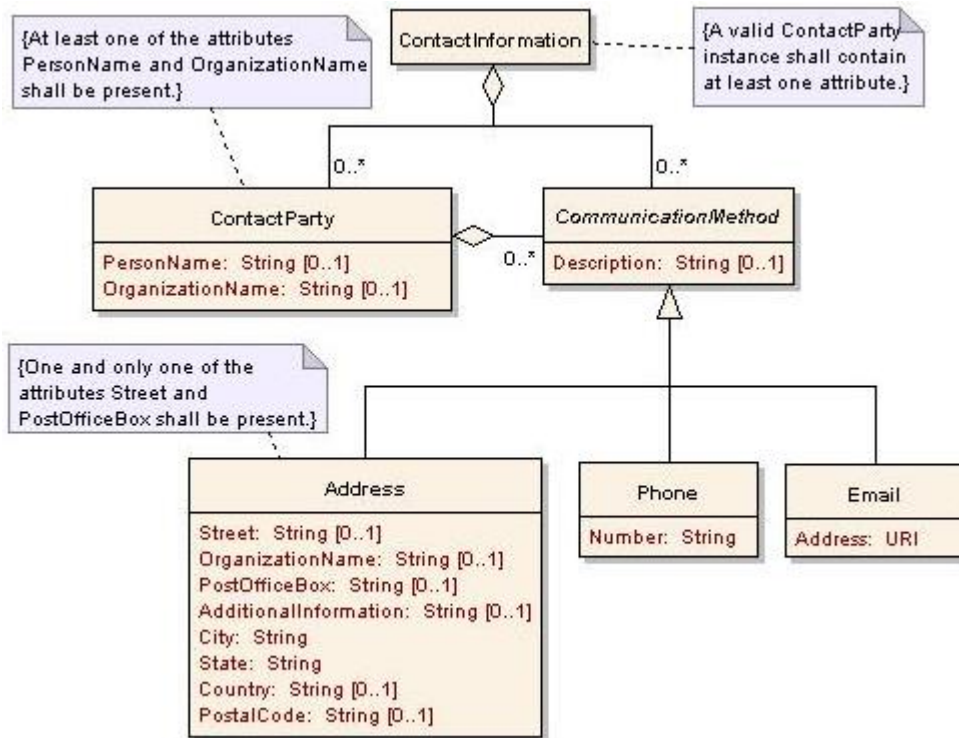 {At least one of the attributes
PersonName and OrganizationName
shall be present.}
ContactInformation
{A valid ContactParty
instance shall contain
at least one attribute.}
0..*
0..*
ContactParty
PersonName: String [0..1]
OrganizationName: String [0..1]
0..*
CommunicationMethod
Description: String [0..1]
{One and only one of the
attributes Street and
PostOfficeBox shall be present.}
Address
Street: String [0..1]
OrganizationName: String [0..1]
PostOfficeBox: String [0..1]
AdditionalInformation: String [0..1]
City: String
State: String
Country: String [0..1]
PostalCode: String [0..1]
Phone
Number: String
Email
Address: URI